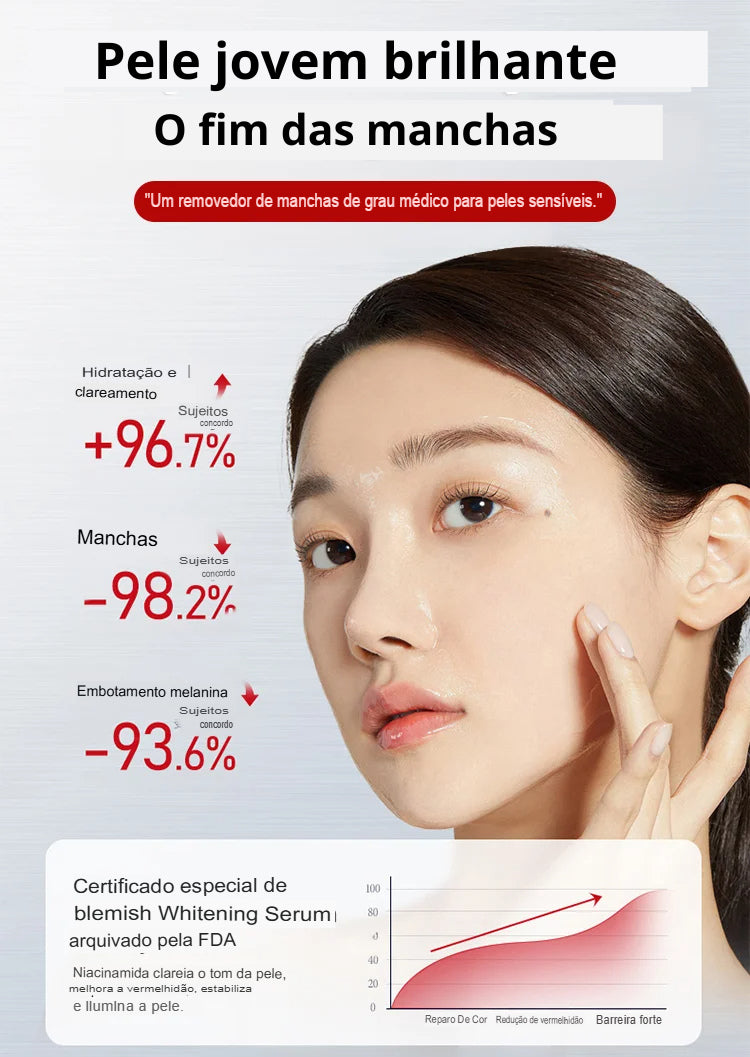 Pele jovem brilhante
O fim das manchas
"Um removedor de manchas de grau médico para peles sensíveis."
Hidratação e
clareamento
Sujeitos
concordo
+96.7%
Manchas
Sujeitos
concordo
-98.2%
Embotamento melanina
Sujeitos
concordo
-93.6%
Certificado especial de
blemish Whitening Serum
arquivado pela FDA
Niacinamida clareia o tom da pele,
melhora a vermelhidão, estabiliza
e Ilumina a pele.
100
80
40
20
0
Reparo De Cor Redução de vermelhidão Barreira forte